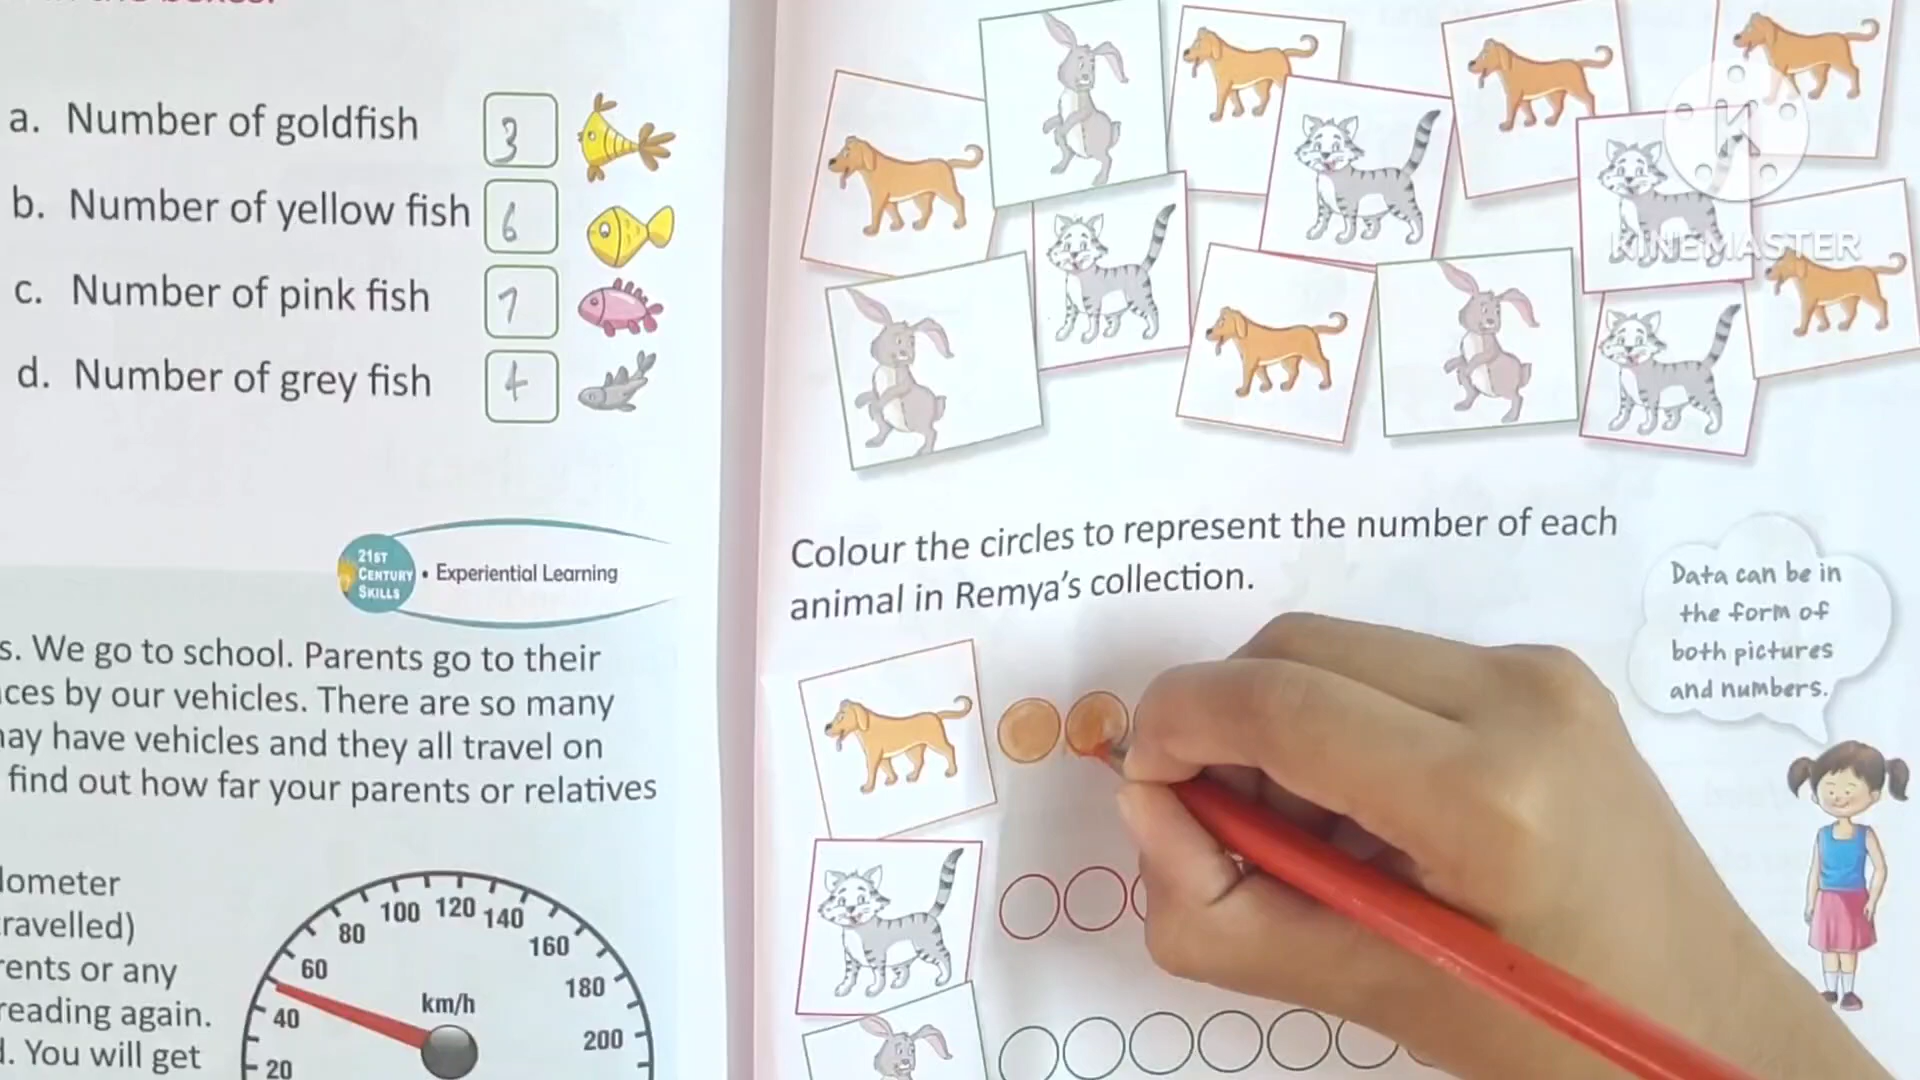 a. Number of goldfish 3
b. Number of yellow fish 6
c. Number of pink fish 7
d. Number of grey fish 4
21ST
CENTURY
SKILLS
• Experiential Learning
s. We go to school. Parents go to their
ces by our vehicles. There are so many
ay have vehicles and they all travel on
find out how far your parents or relatives
lometer
ravelled)
rents or any
reading again.
. You will get
20
40
60
80
100
120
140
160
180
200
km/h
KINEMASTER
Colour the circles to represent the number of each
animal in Remya's collection.
Data can be in
the form of
both pictures
and numbers.